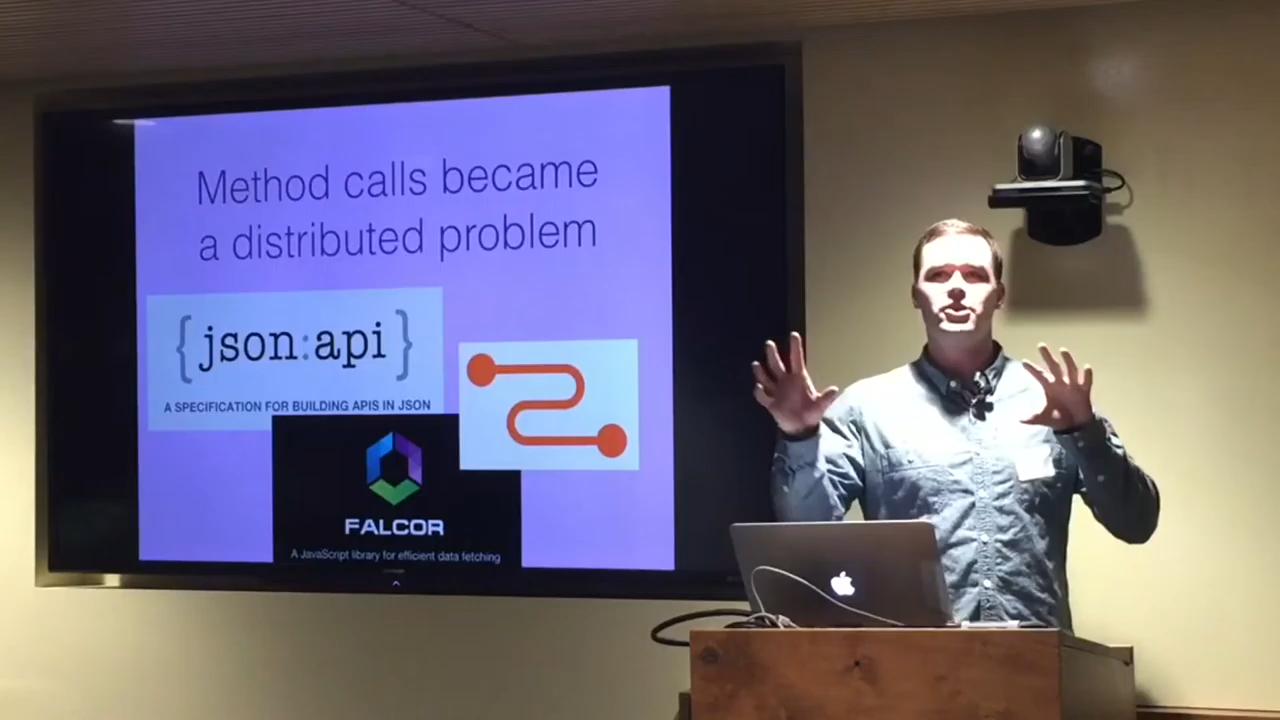 Method calls became
a distributed problem
{json:api}
A SPECIFICATION FOR BUILDING APIS IN JSON
FALCOR
A JavaScript library for efficient data fetching